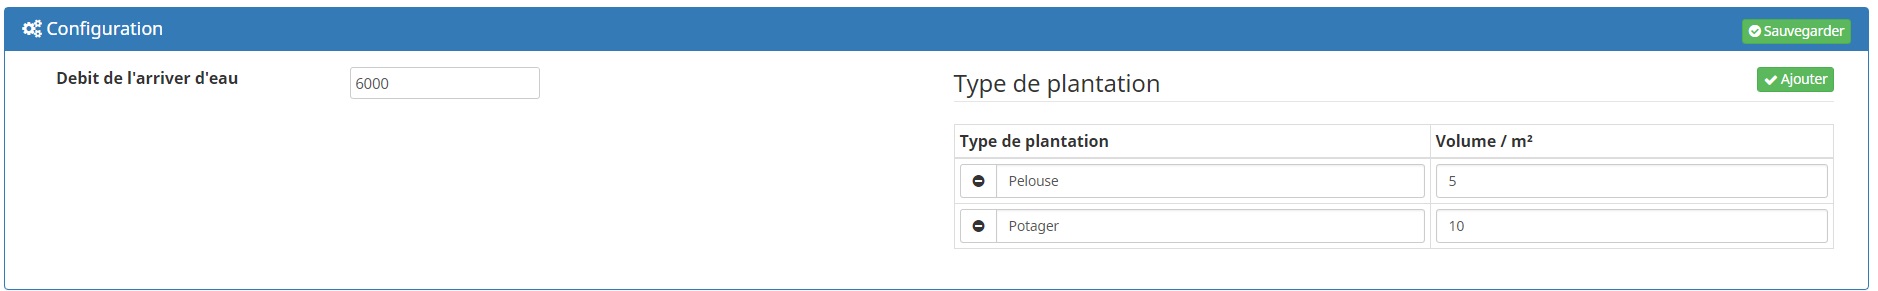 Configuration
Sauvegarder
Debit de l'arriver d'eau
6000
Type de plantation
Ajouter
Type de plantation
Volume / m²
Pelouse
5
Potager
10